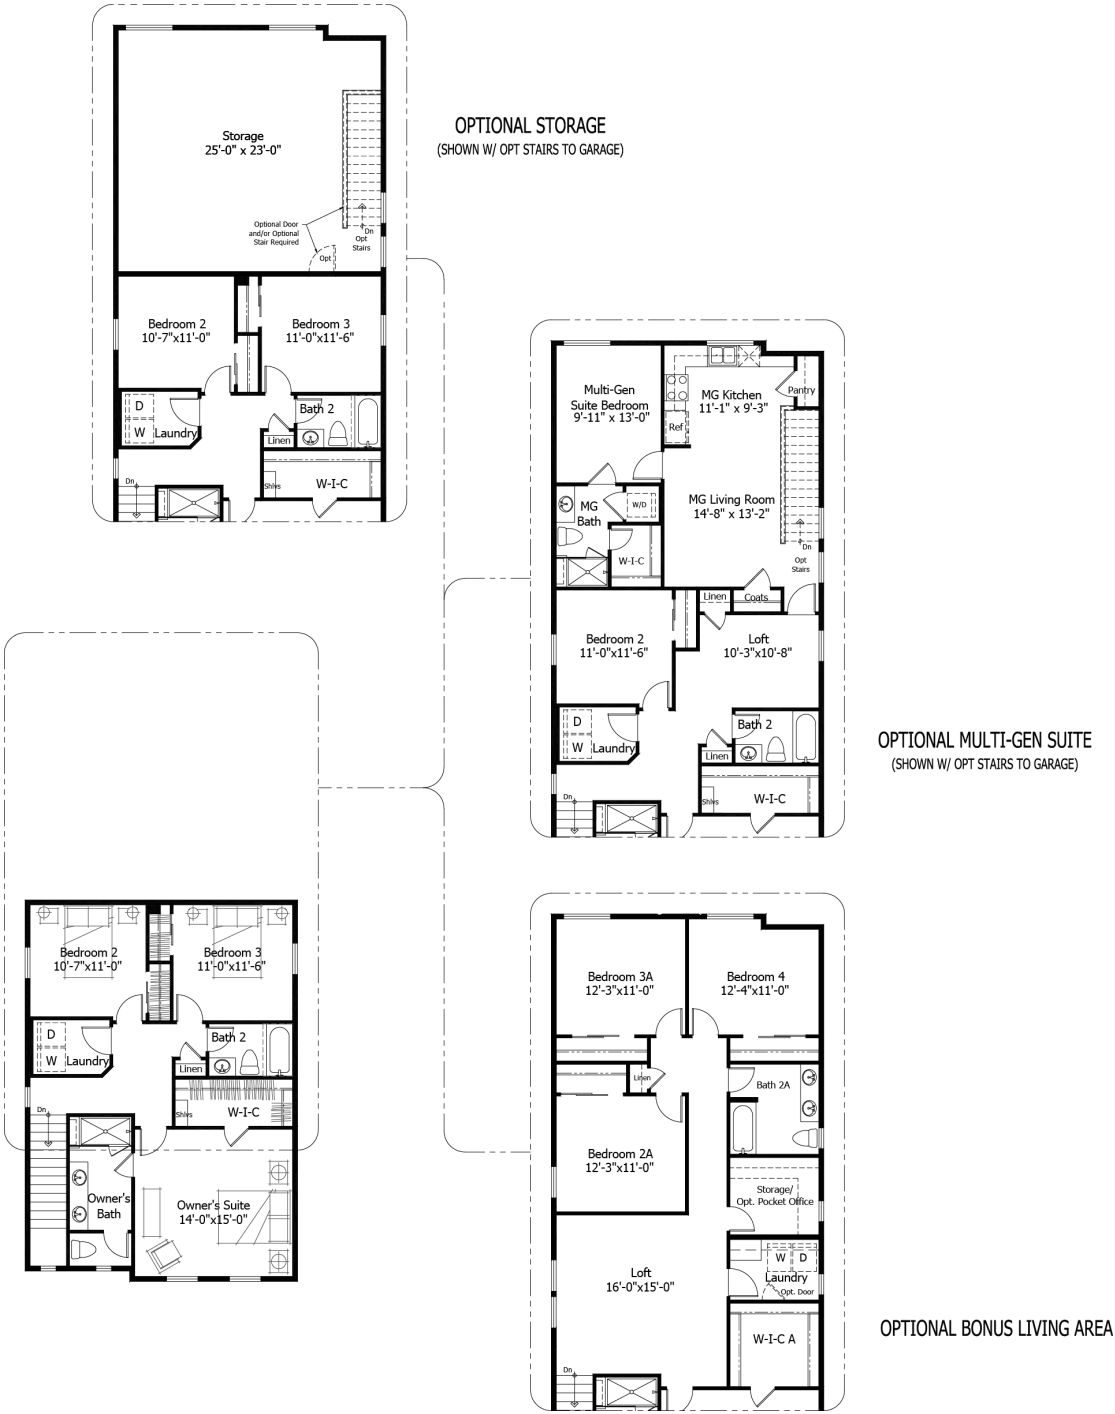 OPTIONAL STORAGE
(SHOWN W/ OPT STAIRS TO GARAGE)
Storage
25'-0" x 23'-0"
Optional Door
and/or Optional
Stair Required
Dn
Opt
Stairs
Opt
Bedroom 2
10'-7"x11'-0"
Bedroom 3
11'-0"x11'-6"
D
W
Laundry
Bath 2
Linen
Shlvs
W-I-C
Dn
Multi-Gen
Suite Bedroom
9'-11" x 13'-0"
MG Kitchen
11'-1" x 9'-3"
Pantry
Ref
MG Living Room
14'-8" x 13'-2"
MG
Bath
W/D
W-I-C
Dn
Opt
Stairs
Linen
Coats
Bedroom 2
11'-0"x11'-6"
Loft
10'-3"x10'-8"
D
W
Laundry
Bath 2
Linen
Shlvs
W-I-C
Dn
OPTIONAL MULTI-GEN SUITE
(SHOWN W/ OPT STAIRS TO GARAGE)
Bedroom 2
10'-7"x11'-0"
Bedroom 3
11'-0"x11'-6"
D
W
Laundry
Bath 2
Linen
Shlvs
W-I-C
Dn
Owner's
Bath
Owner's Suite
14'-0"x15'-0"
Bedroom 3A
12'-3"x11'-0"
Bedroom 4
12'-4"x11'-0"
Linen
Bath 2A
Bedroom 2A
12'-3"x11'-0"
Storage/
Opt. Pocket Office
W
D
Laundry
Opt. Door
Loft
16'-0"x15'-0"
W-I-C A
Dn
OPTIONAL BONUS LIVING AREA